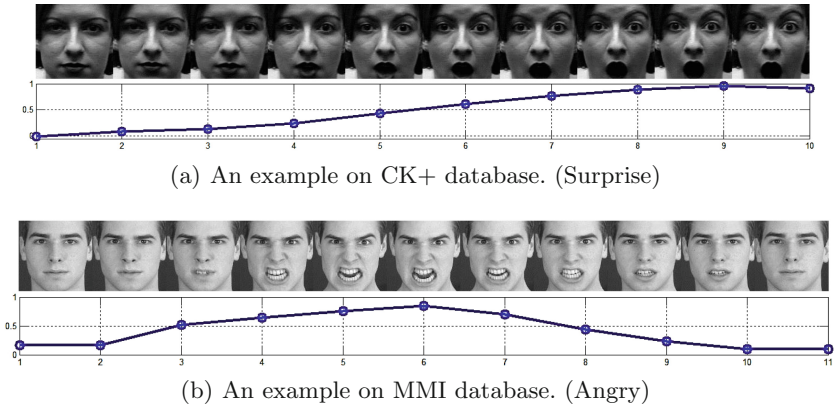 1
0.5
0
1 2 3 4 5 6 7 8 9 10
(a) An example on CK+ database. (Surprise)
1
0.5
0
1 2 3 4 5 6 7 8 9 10 11
(b) An example on MMI database. (Angry)